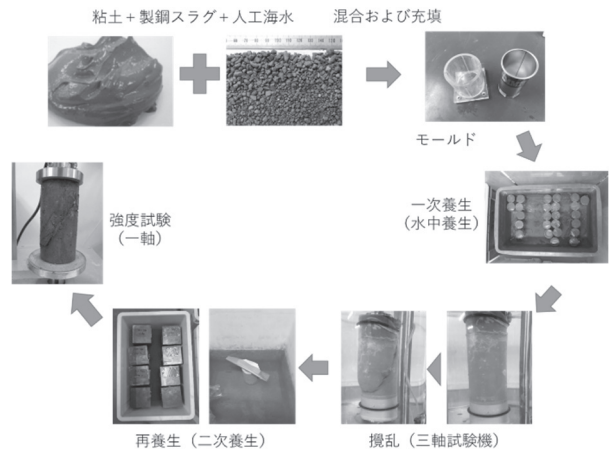 粘土＋製鋼スラグ＋人工海水
混合および充填
モールド
一次養生
（水中養生）
攪乱（三軸試験機）
再養生（二次養生）
強度試験
（一軸）